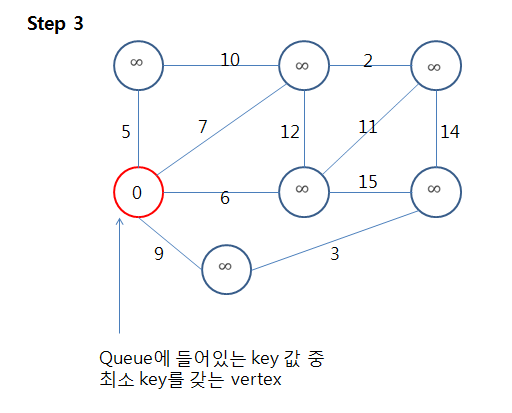 Step 3
∞ 10 ∞ 2 ∞
5 7 12 11 14
0 6 ∞ 15 ∞
9 ∞ 3
Queue에 들어있는 key 값 중
최소 key를 갖는 vertex